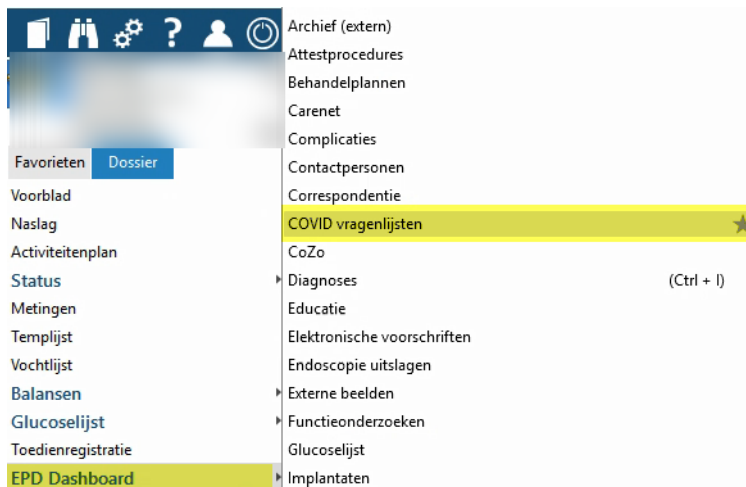 ?
Favorieten Dossier
Voorblad
Naslag
Activiteitenplan
Status
Metingen
Templijst
Vochtlijst
Balansen
Glucoselijst
Toedienregistratie
EPD Dashboard
Archief (extern)
Attestprocedures
Behandelplannen
Carenet
Complicaties
Contactpersonen
Correspondentie
COVID vragenlijsten
CoZo
Diagnoses (Ctrl + I)
Educatie
Elektronische voorschriften
Endoscopie uitslagen
Externe beelden
Functieonderzoeken
Glucoselijst
Implantaten